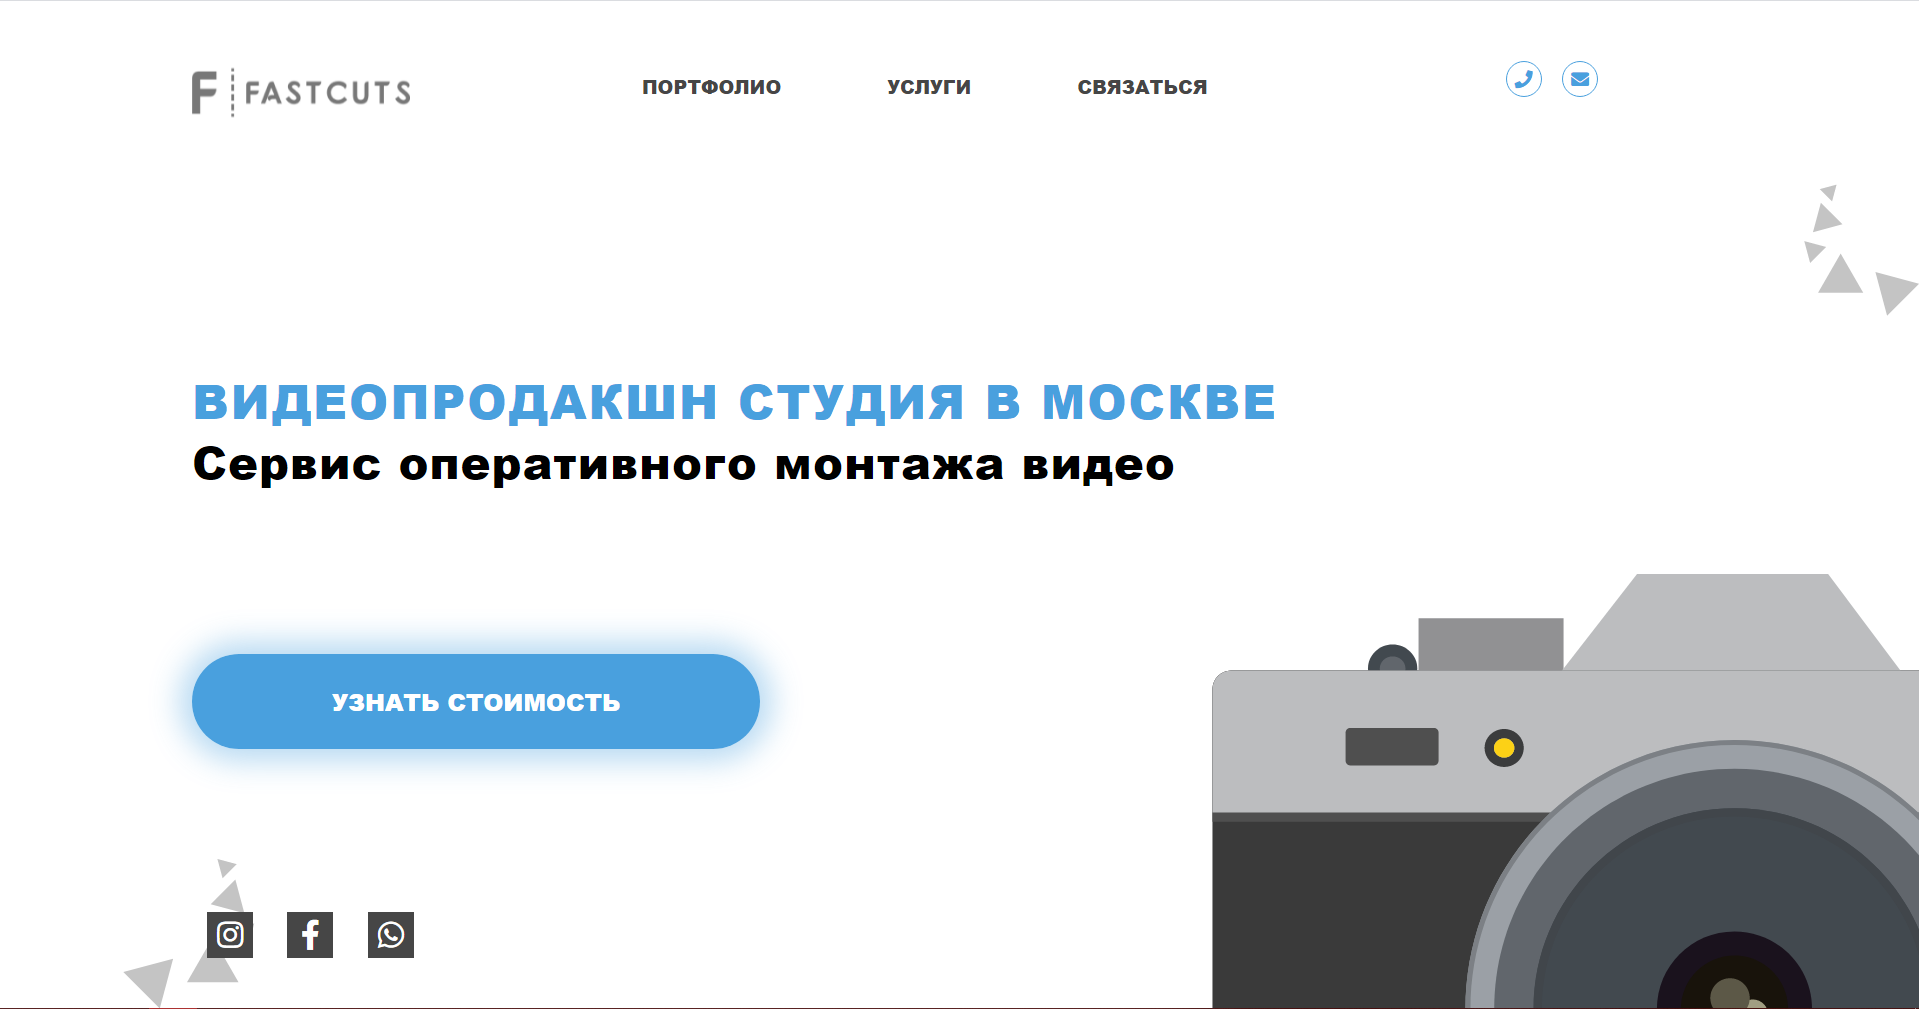 F FASTCUTS
ПОРТФОЛИО
УСЛУГИ
СВЯЗАТЬСЯ
ВИДЕОПРОДАКШН СТУДИЯ В МОСКВЕ
Сервис оперативного монтажа видео
УЗНАТЬ СТОИМОСТЬ